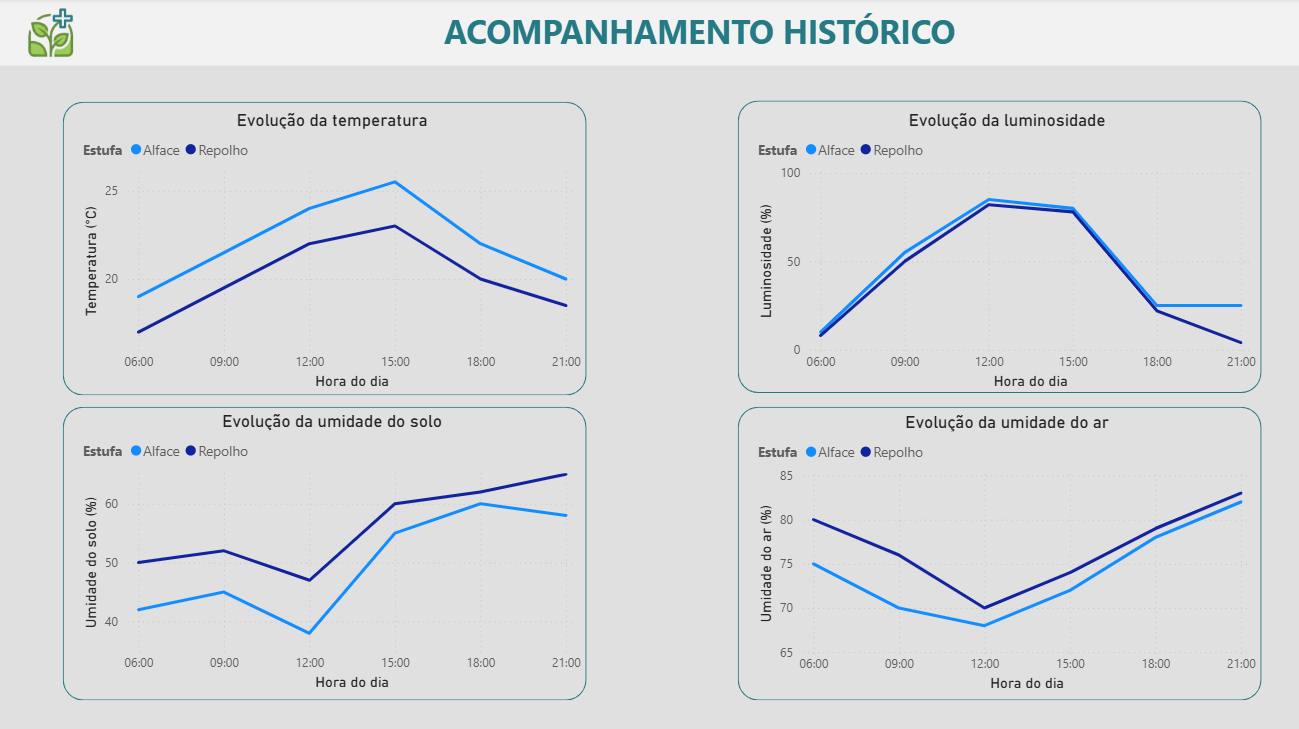 ACOMPANHAMENTO HISTÓRICO
Evolução da temperatura
Estufa Alface Repolho
Temperatura (°C)
25
20
06:00 09:00 12:00 15:00 18:00 21:00
Hora do dia
Evolução da luminosidade
Estufa Alface Repolho
Luminosidade (%)
100
50
0
06:00 09:00 12:00 15:00 18:00 21:00
Hora do dia
Evolução da umidade do solo
Estufa Alface Repolho
Umidade do solo (%)
60
50
40
06:00 09:00 12:00 15:00 18:00 21:00
Hora do dia
Evolução da umidade do ar
Estufa Alface Repolho
Umidade do ar (%)
85
80
75
70
65
06:00 09:00 12:00 15:00 18:00 21:00
Hora do dia